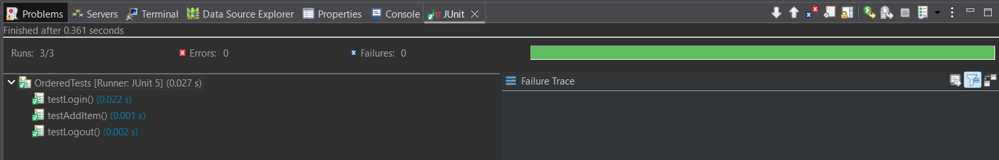 Problems Servers Terminal Data Source Explorer Properties Console JUnit
Finished after 0.361 seconds
Runs: 3/3 Errors: 0 Failures: 0
OrderedTests [Runner: JUnit 5] (0.027 s)
Failure Trace
testLogin() (0.022 s)
testAddItem() (0.001 s)
testLogout() (0.002 s)